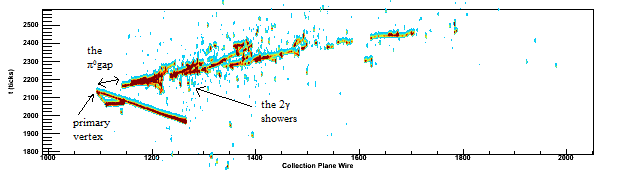 2500
2400
2300
2200
2100
2000
1900
1800
t (ticks)
the
π⁰gap
primary
vertex
the 2γ
showers
1000
1200
1400
1600
1800
2000
Collection Plane Wire